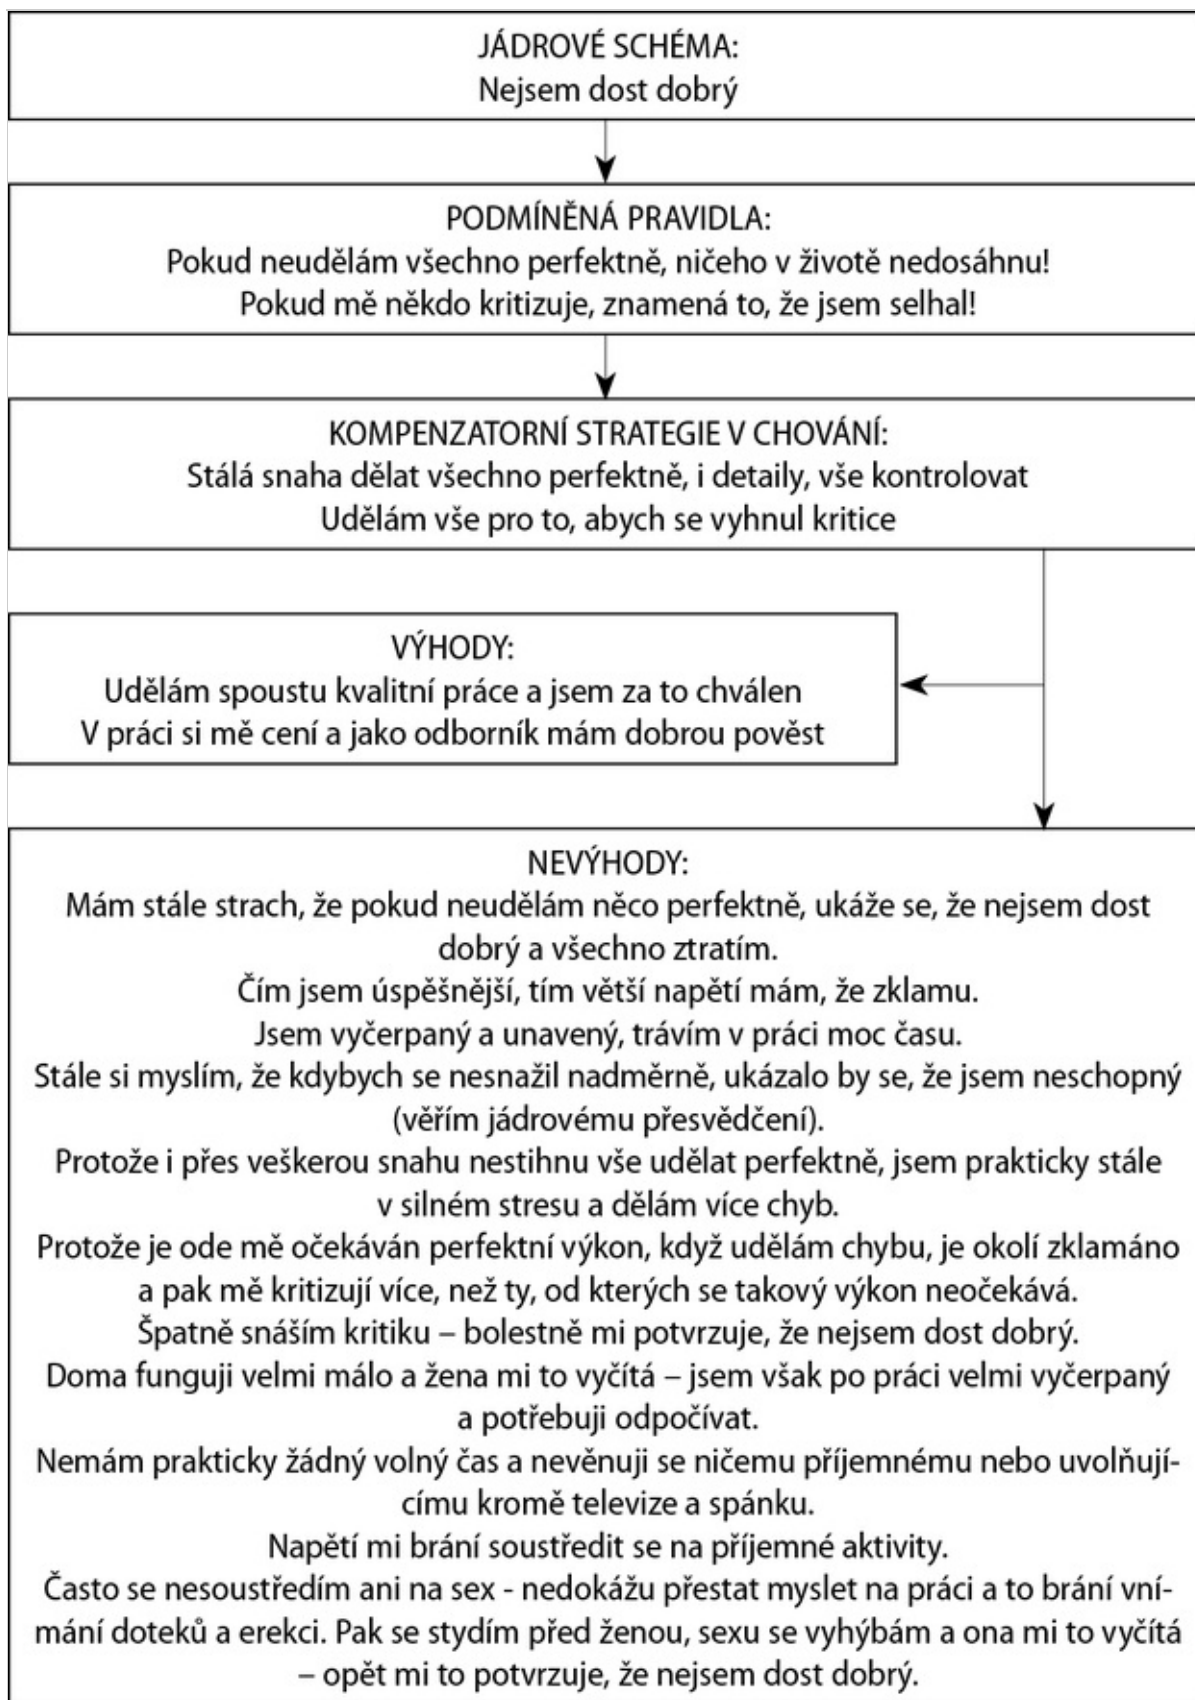 JÁDROVÉ SCHÉMA:
Nejsem dost dobrý
PODMÍNĚNÁ PRAVIDLA:
Pokud neudělám všechno perfektně, ničeho v životě nedosáhnu!
Pokud mě někdo kritizuje, znamená to, že jsem selhal!
KOMPENZATORNÍ STRATEGIE V CHOVÁNÍ:
Stálá snaha dělat všechno perfektně, i detaily, vše kontrolovat
Udělám vše pro to, abych se vyhnul kritice
VÝHODY:
Udělám spoustu kvalitní práce a jsem za to chválen
V práci si mě cení a jako odborník mám dobrou pověst
NEVÝHODY:
Mám stále strach, že pokud neudělám něco perfektně, ukáže se, že nejsem dost
dobrý a všechno ztratím.
Čím jsem úspěšnější, tím větší napětí mám, že zklamu.
Jsem vyčerpaný a unavený, trávím v práci moc času.
Stále si myslím, že kdybych se nesnažil nadměrně, ukázalo by se, že jsem neschopný
(věřím jádrovému přesvědčení).
Protože i přes veškerou snahu nestihnu vše udělat perfektně, jsem prakticky stále
v silném stresu a dělám více chyb.
Protože je ode mě očekáván perfektní výkon, když udělám chybu, je okolí zklamáno
a pak mě kritizují více, než ty, od kterých se takový výkon neočekává.
Špatně snáším kritiku – bolestně mi potvrzuje, že nejsem dost dobrý.
Doma funguji velmi málo a žena mi to vyčítá – jsem však po práci velmi vyčerpaný
a potřebuji odpočívat.
Nemám prakticky žádný volný čas a nevěnuji se ničemu příjemnému nebo uvolňují-
címu kromě televize a spánku.
Napětí mi brání soustředit se na příjemné aktivity.
Často se nesoustředím ani na sex - nedokážu přestat myslet na práci a to brání vní-
mání doteků a erekci. Pak se stydím před ženou, sexu se vyhýbám a ona mi to vyčítá
– opět mi to potvrzuje, že nejsem dost dobrý.